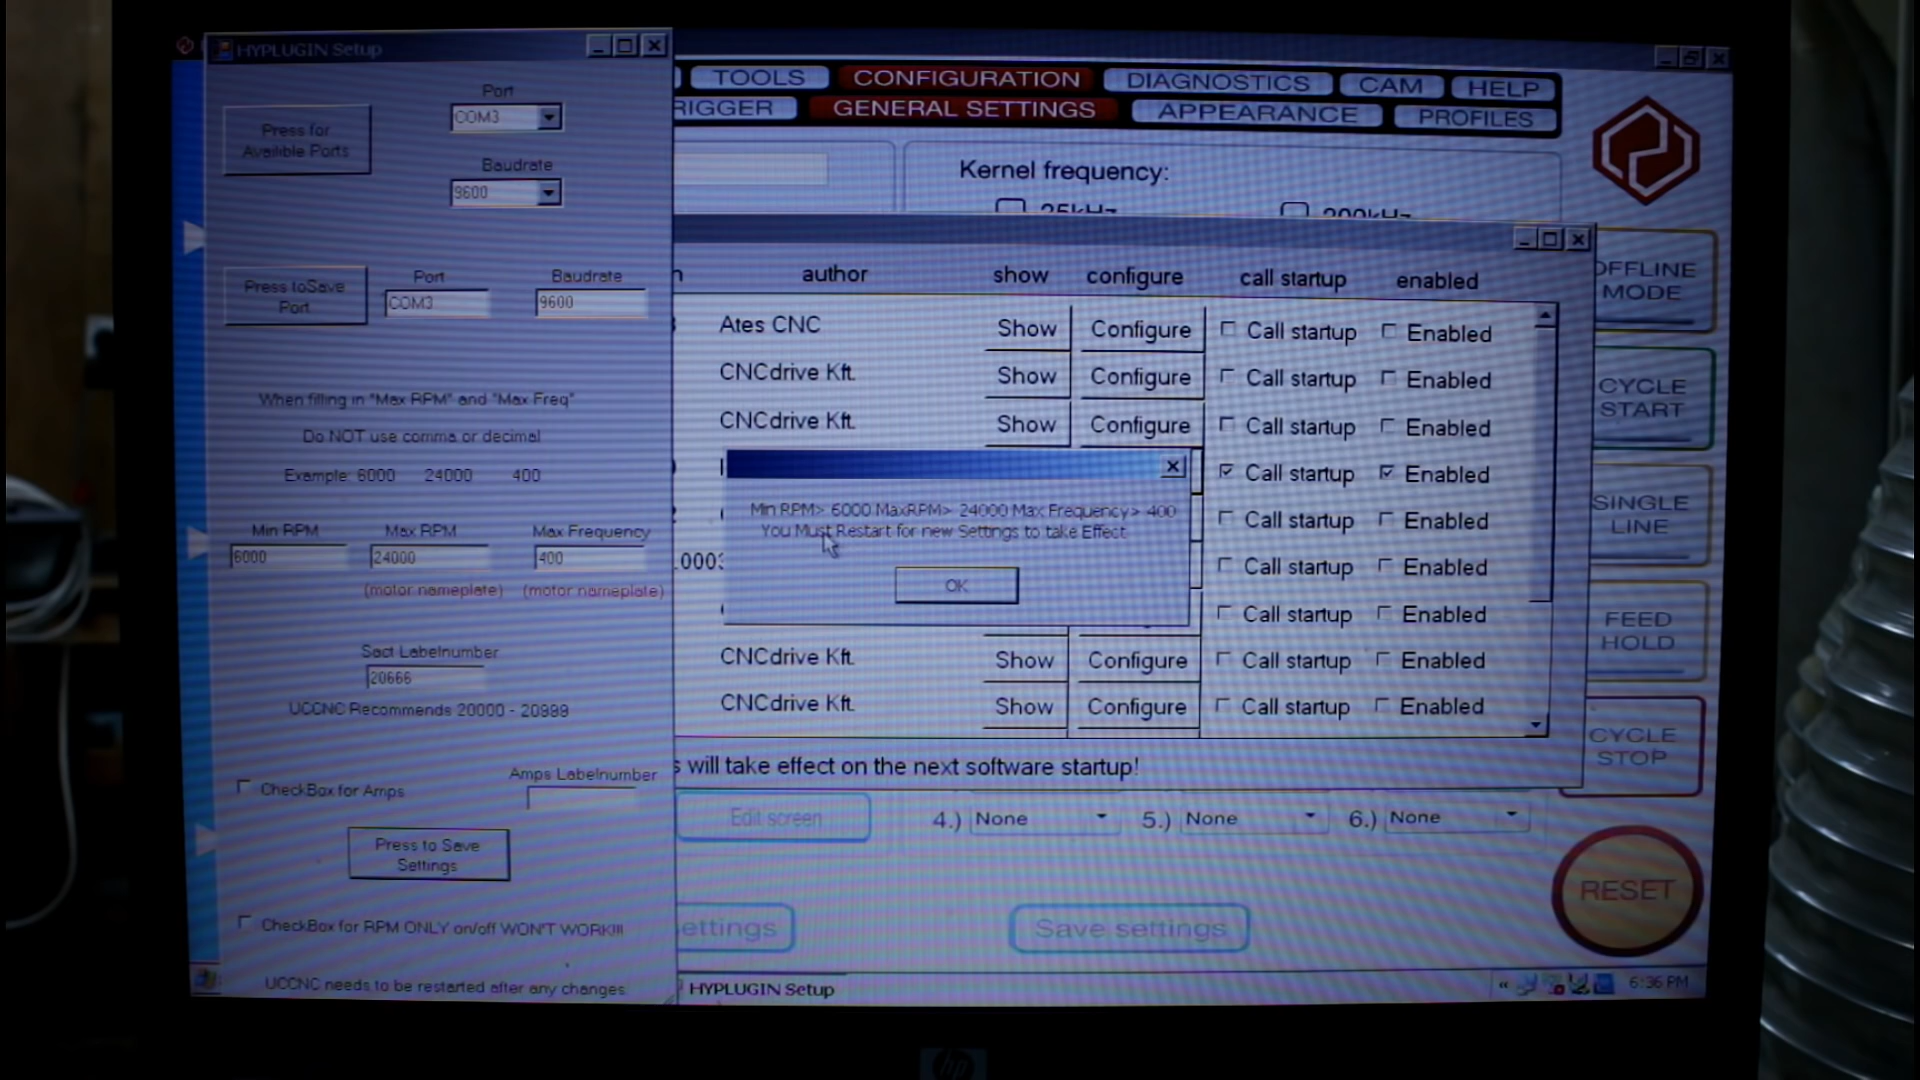 HYPLUGIN Setup
Port
COM3
Press for
Availible Ports
Baudrate
9600
Port
Baudrate
Press toSave
Port
COM3
9600
When filling in "Max RPM" and "Max Freq"
Do NOT use comma or decimal
Example: 6000 24000 400
Min RPM
Max RPM
Max Frequency
6000
24000
400
(motor nameplate)
(motor nameplate)
Sact Labelnumber
20666
UCCNC Recommends 20000 - 20999
Amps Labelnumber
CheckBox for Amps
Press to Save
Settings
CheckBox for RPM ONLY on/off WON'T WORK!!!
UCCNC needs to be restarted after any changes
TOOLS
CONFIGURATION
DIAGNOSTICS
CAM
HELP
RIGGER
GENERAL SETTINGS
APPEARANCE
PROFILES
Kernel frequency:
25kHz
200kHz
author
show
configure
call startup
enabled
Ates CNC
Show
Configure
Call startup
Enabled
CNCdrive Kft.
Show
Configure
Call startup
Enabled
CNCdrive Kft.
Show
Configure
Call startup
Enabled
Call startup
Enabled
Min RPM> 6000 MaxRPM> 24000 Max Frequency> 400
You Must Restart for new Settings to take Effect
OK
Call startup
Enabled
.0003
Call startup
Enabled
Call startup
Enabled
CNCdrive Kft.
Show
Configure
Call startup
Enabled
CNCdrive Kft.
Show
Configure
Call startup
Enabled
s will take effect on the next software startup!
Edit screen
4.) None
5.) None
6.) None
ettings
Save settings
OFFLINE
MODE
CYCLE
START
SINGLE
LINE
FEED
HOLD
CYCLE
STOP
RESET
HYPLUGIN Setup
«
6:36 PM
hp